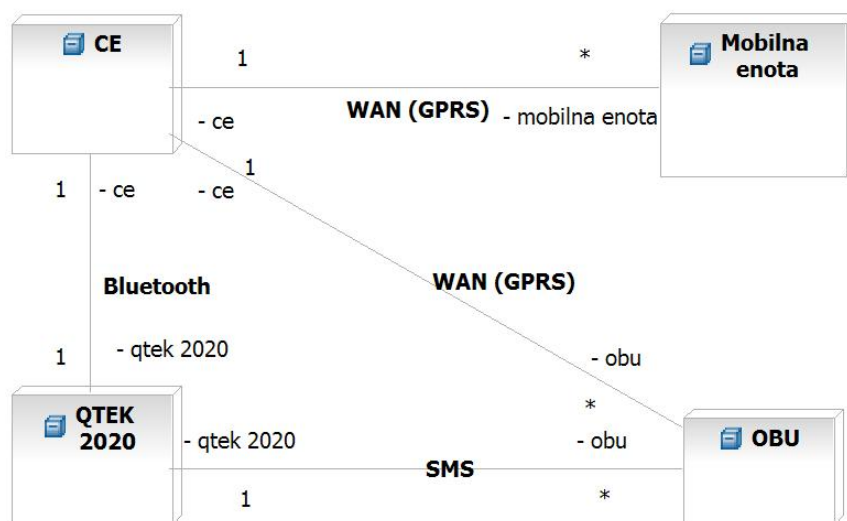 CE
Mobilna
enota
1
*
WAN (GPRS)
- ce
- mobilna enota
1
1
- ce
- ce
Bluetooth
WAN (GPRS)
1
- qtek 2020
- obu
*
QTEK
2020
- qtek 2020
- obu
OBU
SMS
1
*